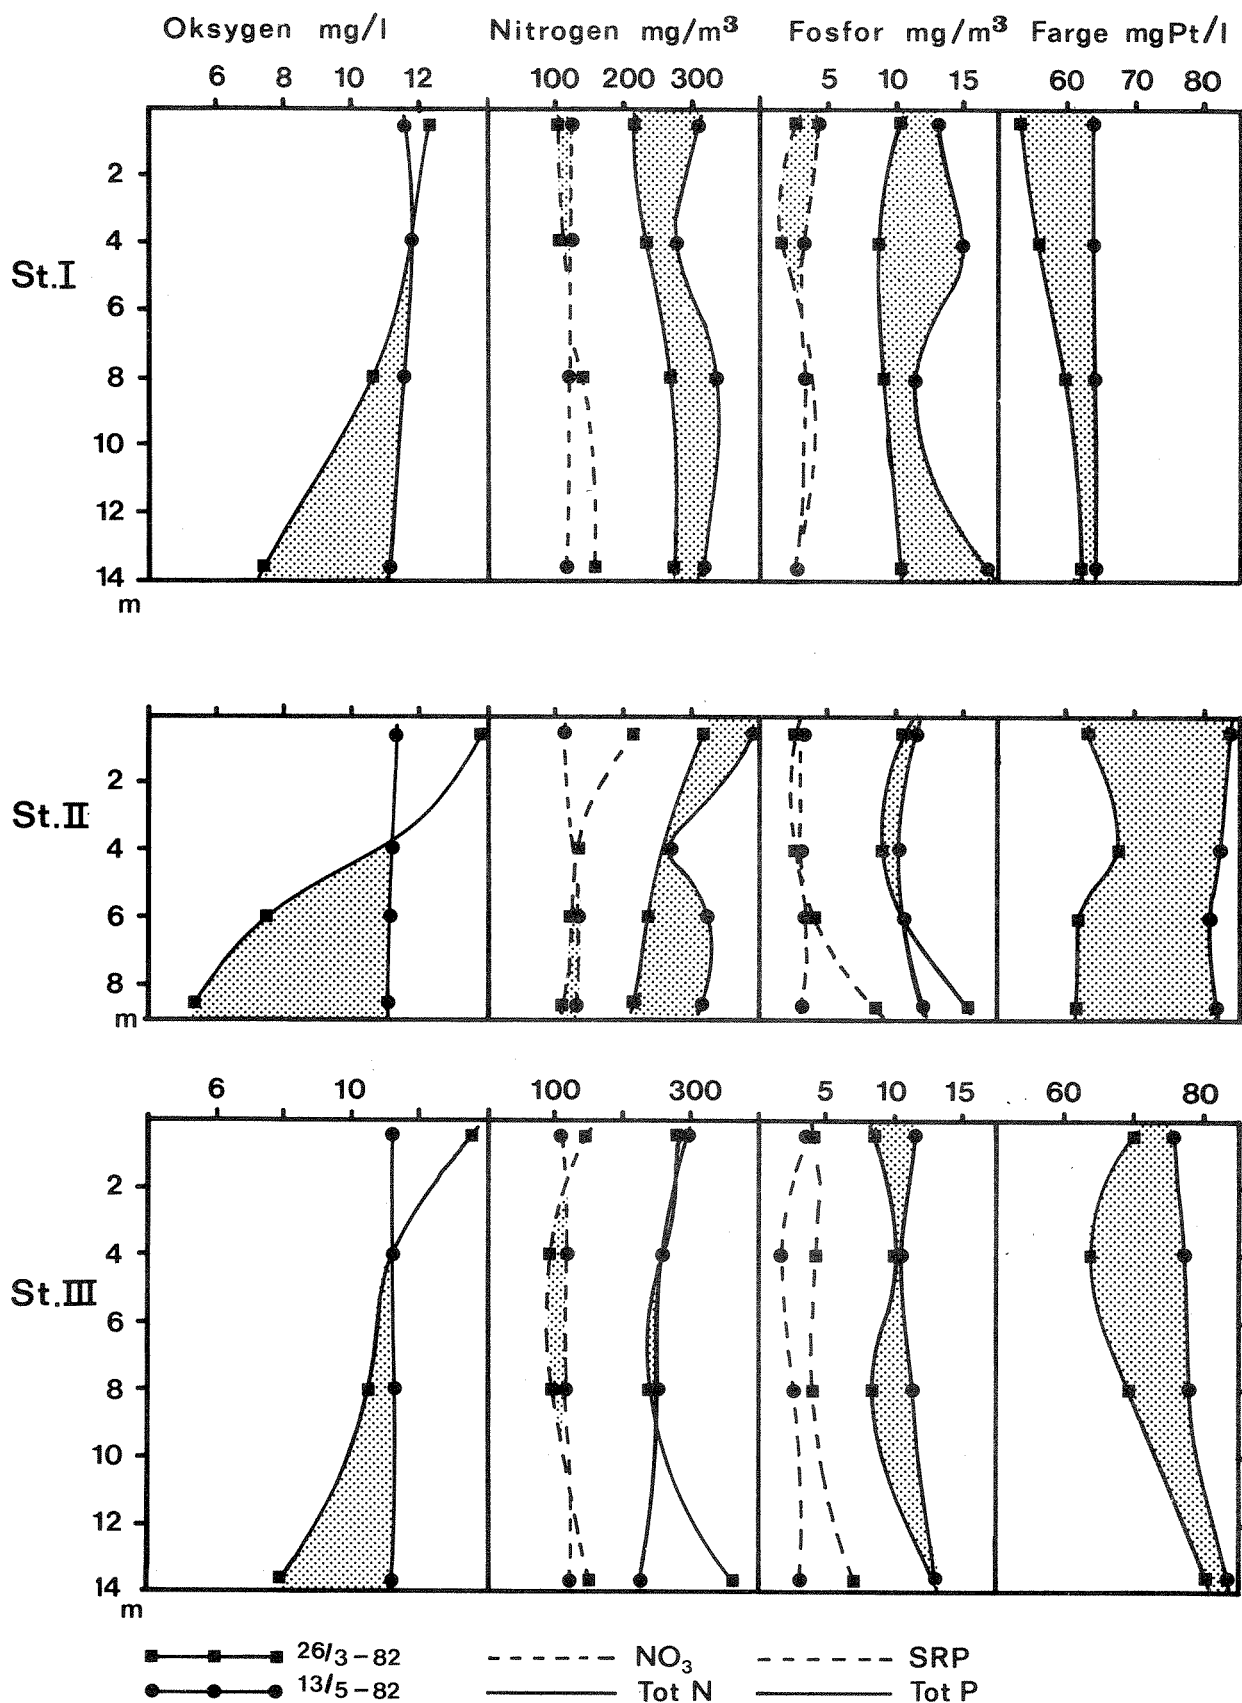 Oksygen mg/l Nitrogen mg/m³ Fosfor mg/m³ Farge mgPt/l
6 8 10 12 100 200 300 5 10 15 60 70 80
2
4
St.I
6
8
10
12
14
m
2
St.II
4
6
8
m
6 10 100 300 5 10 15 60 80
2
4
St.III
6
8
10
12
14
m
26/3-82 NO₃ SRP
13/5-82 Tot N Tot P